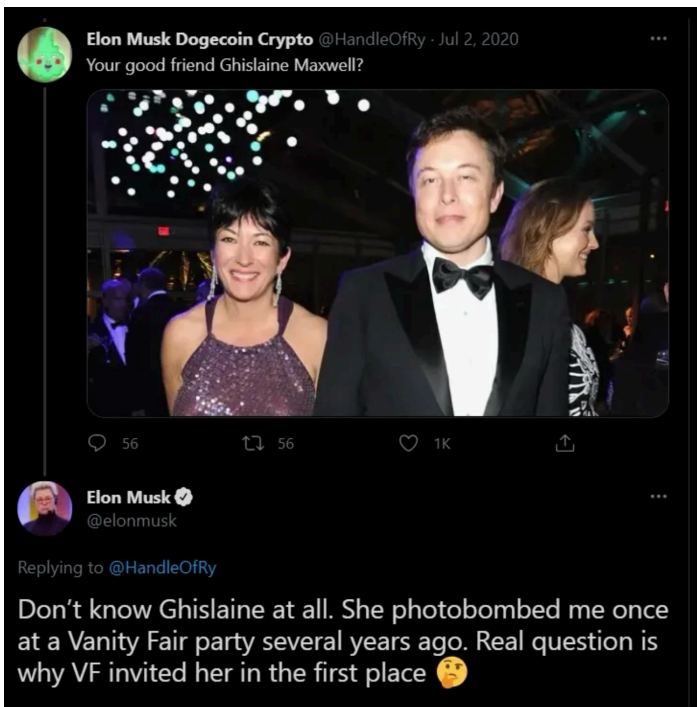 Elon Musk Dogecoin Crypto @HandleOfRy · Jul 2, 2020
Your good friend Ghislaine Maxwell?
56 56 1K
Elon Musk
@elonmusk
Replying to @HandleOfRy
Don’t know Ghislaine at all. She photobombed me once
at a Vanity Fair party several years ago. Real question is
why VF invited her in the first place 🤔